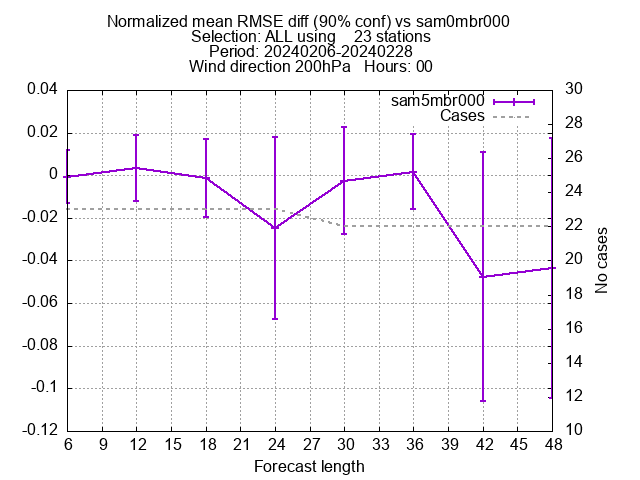 Normalized mean RMSE diff (90% conf) vs sam0mbr000
Selection: ALL using    23 stations
Period: 20240206-20240228
Wind direction 200hPa   Hours: 00
sam5mbr000
Cases
0.04
0.02
0
-0.02
-0.04
-0.06
-0.08
-0.1
-0.12
30
28
26
24
22
20
18
16
14
12
10
No cases
6 9 12 15 18 21 24 27 30 33 36 39 42 45 48
Forecast length